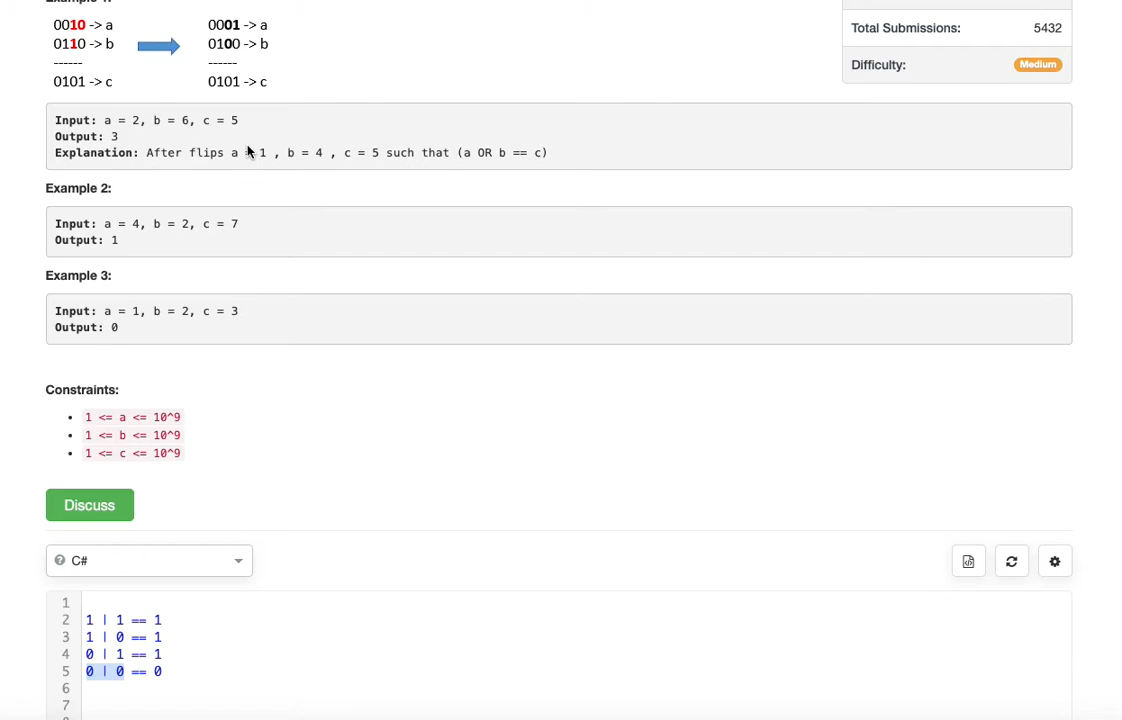 0010 -> a 0001 -> a
0110 -> b 0100 -> b
------ ------
0101 -> c 0101 -> c
Total Submissions: 5432
Difficulty: Medium
Input: a = 2, b = 6, c = 5
Output: 3
Explanation: After flips a = 1 , b = 4 , c = 5 such that (a OR b == c)
Example 2:
Input: a = 4, b = 2, c = 7
Output: 1
Example 3:
Input: a = 1, b = 2, c = 3
Output: 0
Constraints:
• 1 <= a <= 10^9
• 1 <= b <= 10^9
• 1 <= c <= 10^9
Discuss
C#
1
2 1 | 1 == 1
3 1 | 0 == 1
4 0 | 1 == 1
5 0 | 0 == 0
6
7